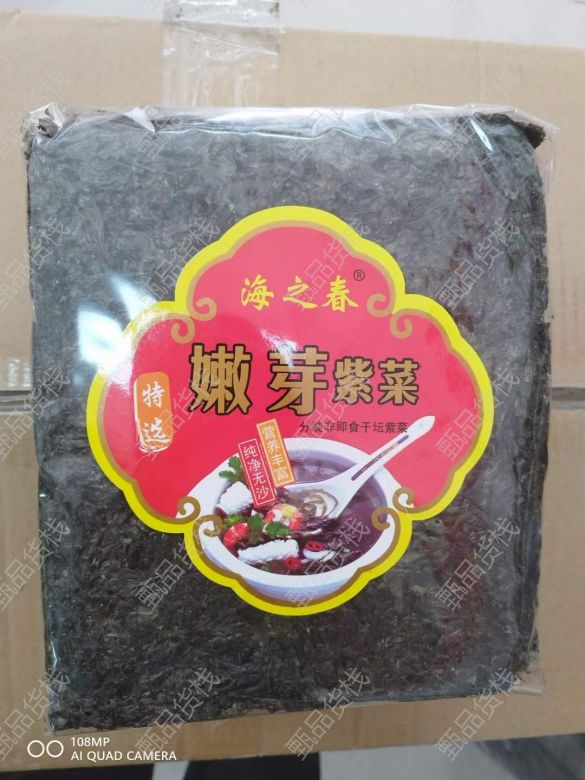 海之春®
特选
嫩芽紫菜
分装非即食干坛紫菜
营养丰富
纯净无沙
108MP
AI QUAD CAMERA
甄品货栈